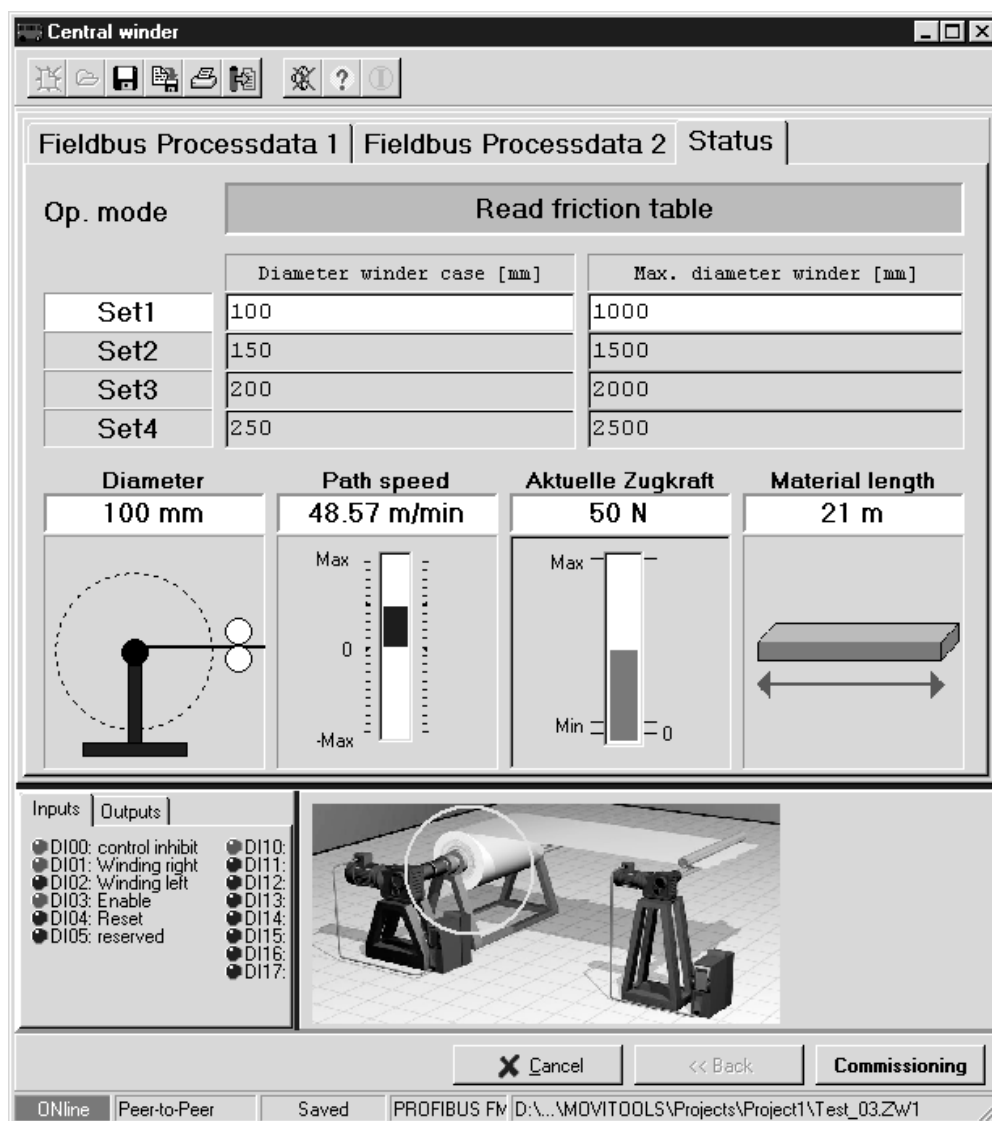 Central winder
Fieldbus Processdata 1 Fieldbus Processdata 2 Status
Op. mode Read friction table
Diameter winder case [mm] Max. diameter winder [mm]
Set1 100 1000
Set2 150 1500
Set3 200 2000
Set4 250 2500
Diameter Path speed Aktuelle Zugkraft Material length
100 mm 48.57 m/min 50 N 21 m
Max Max
0
Min 0
-Max
Inputs Outputs
DI00: control inhibit DI10:
DI01: Winding right DI11:
DI02: Winding left DI12:
DI03: Enable DI13:
DI04: Reset DI14:
DI05: reserved DI15:
DI16:
DI17:
Cancel << Back Commissioning
ONline Peer-to-Peer Saved PROFIBUS FM D:\...\MOVITOOLS\Projects\Project1\Test_03.ZW1